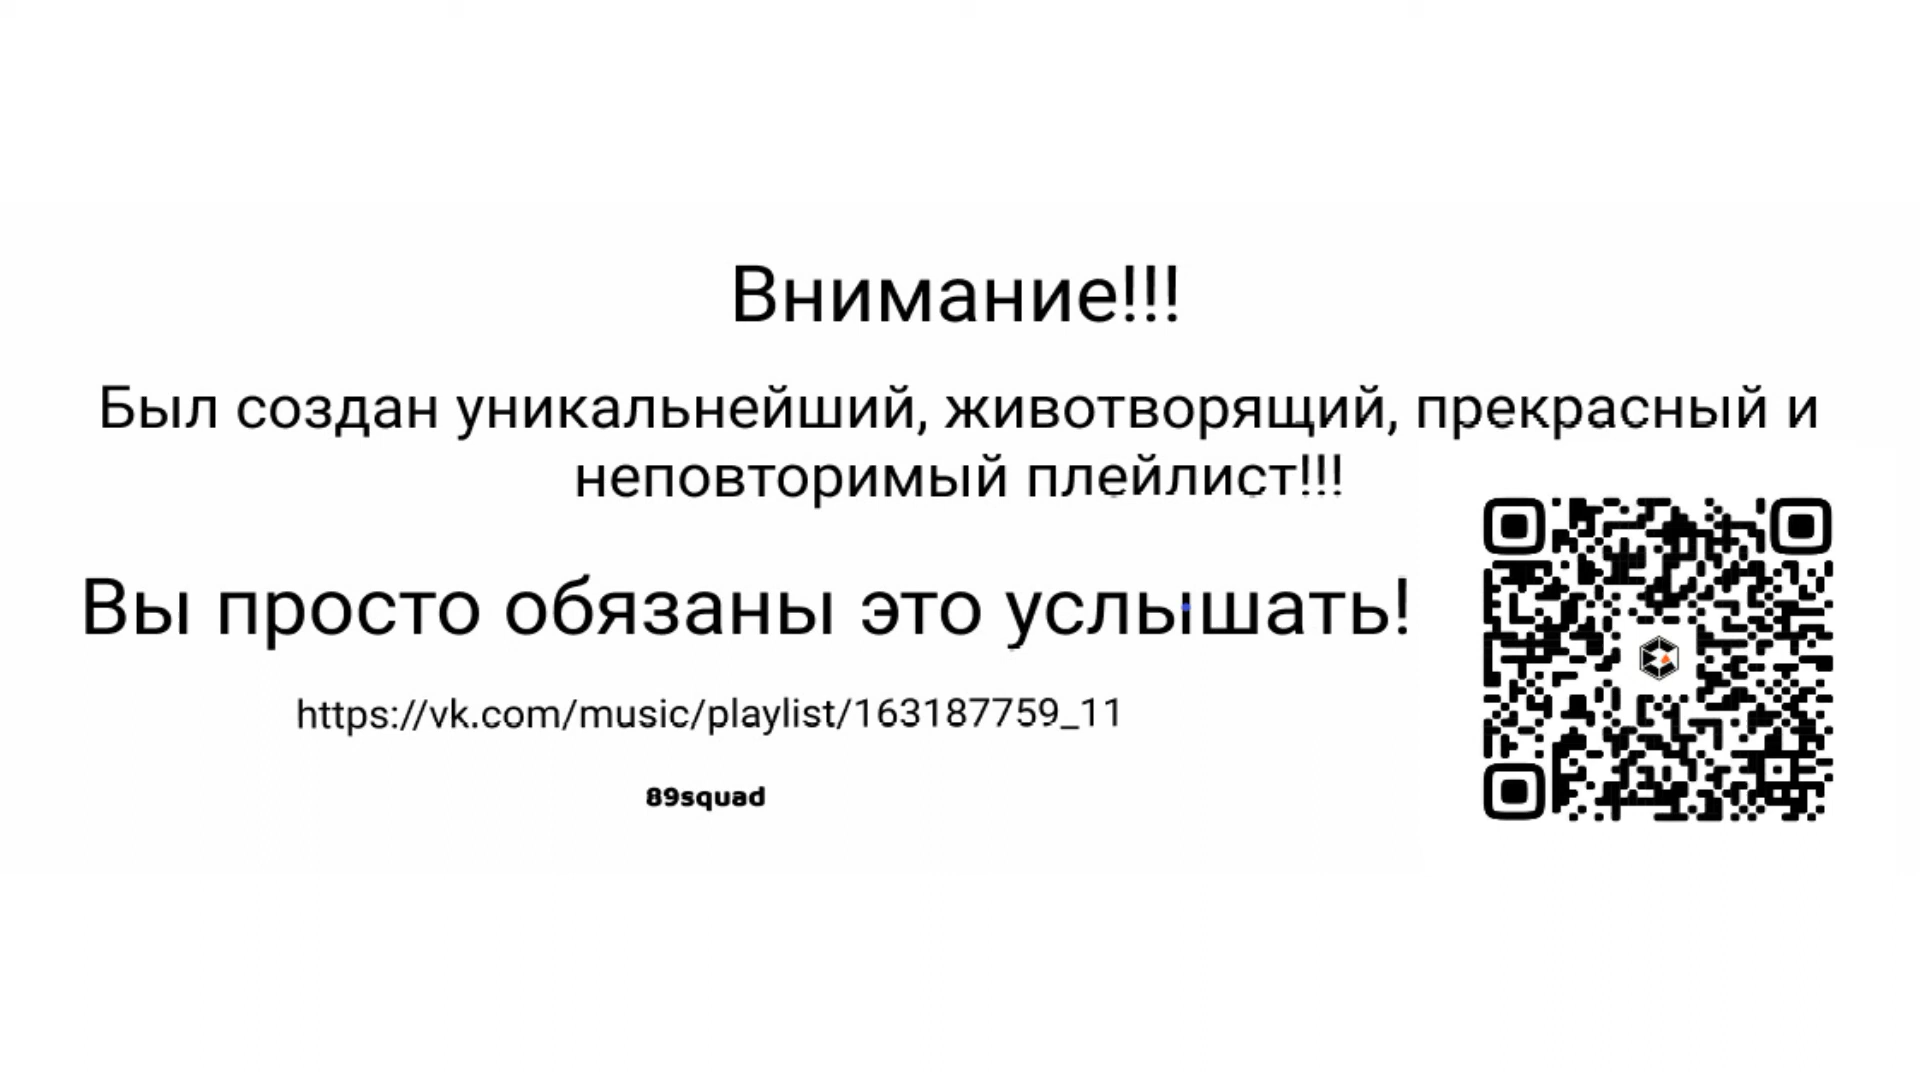 Внимание!!!
Был создан уникальнейший, животворящий, прекрасный и
неповторимый плейлист!!!
Вы просто обязаны это услышать!
https://vk.com/music/playlist/163187759_11
89squad